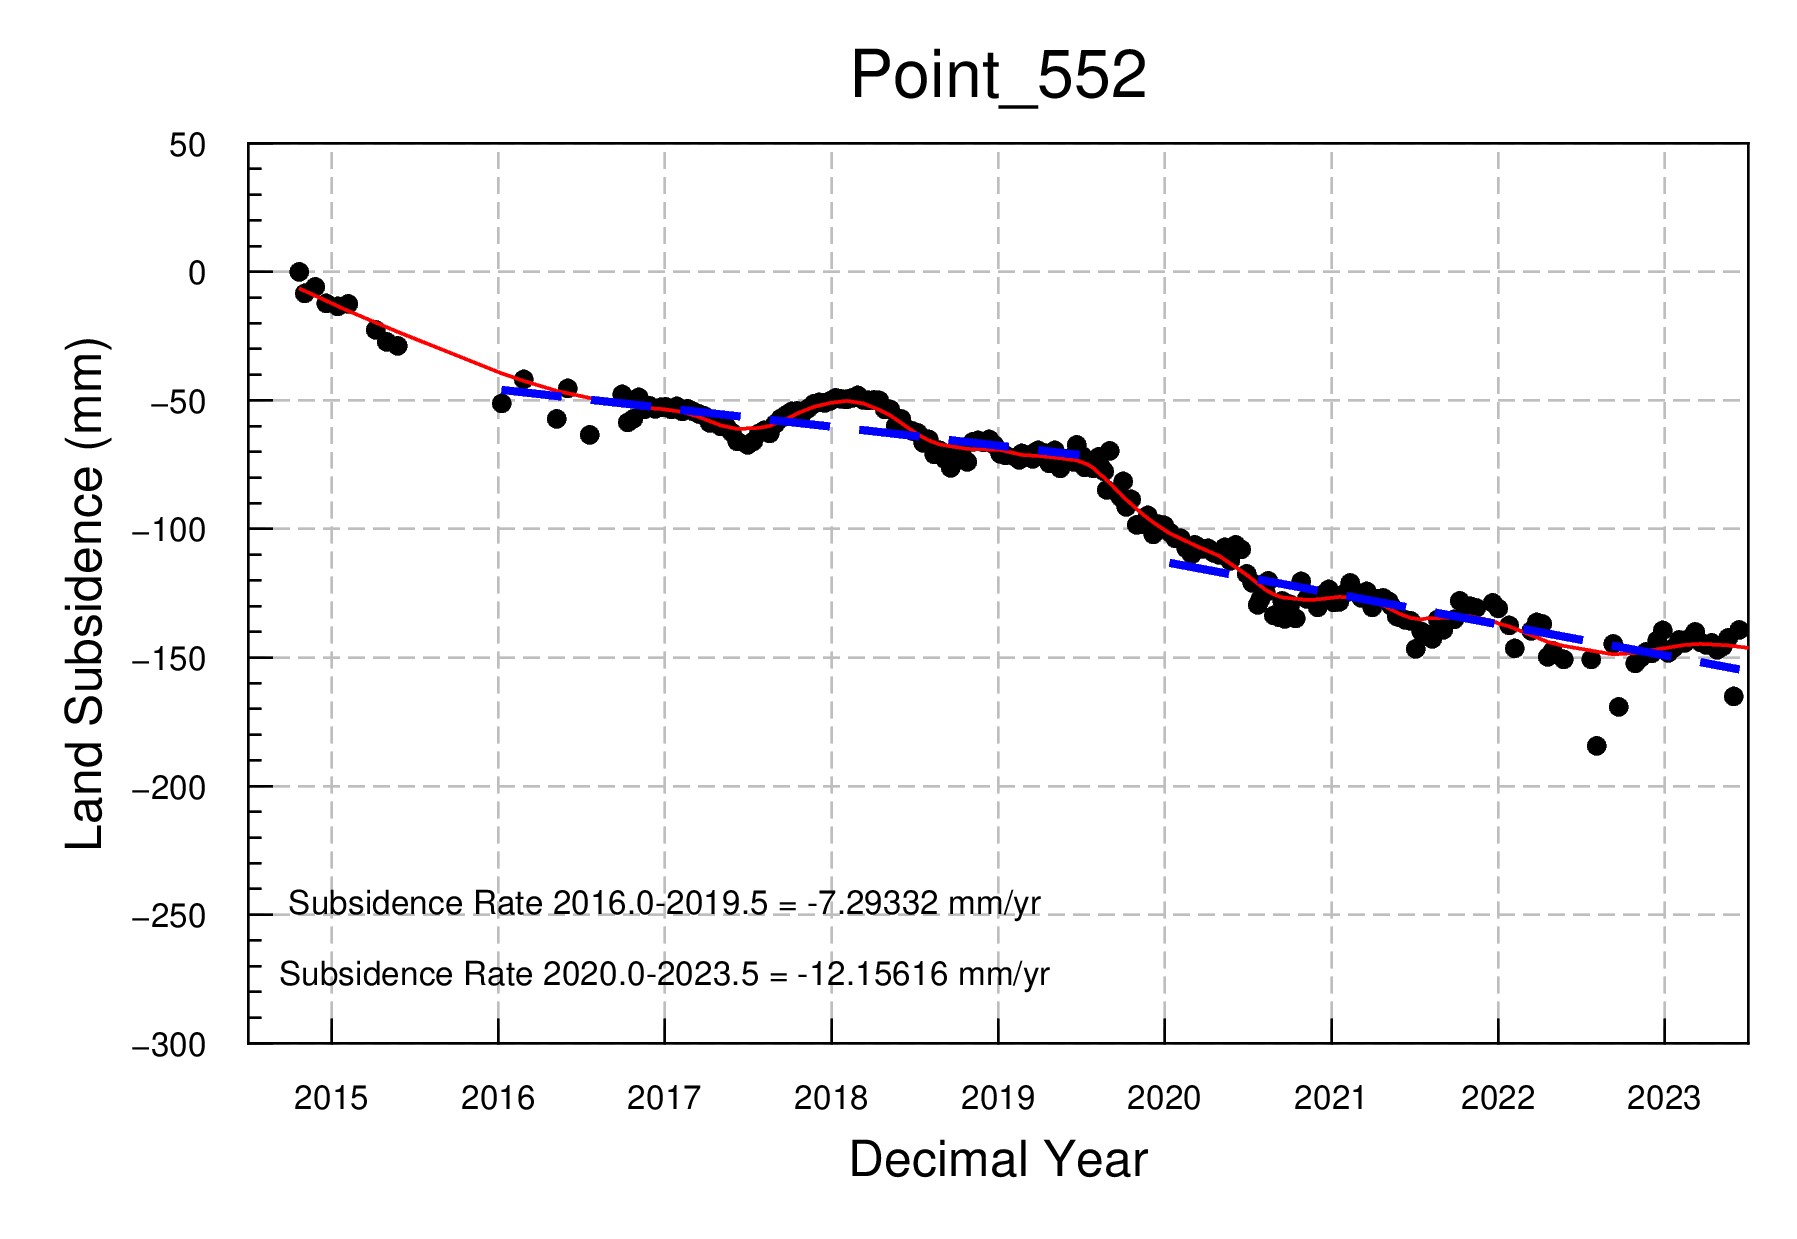 Point_552
50
0
−50
−100
−150
−200
−250
−300
Land Subsidence (mm)
Subsidence Rate 2016.0-2019.5 = -7.29332 mm/yr
Subsidence Rate 2020.0-2023.5 = -12.15616 mm/yr
2015 2016 2017 2018 2019 2020 2021 2022 2023
Decimal Year